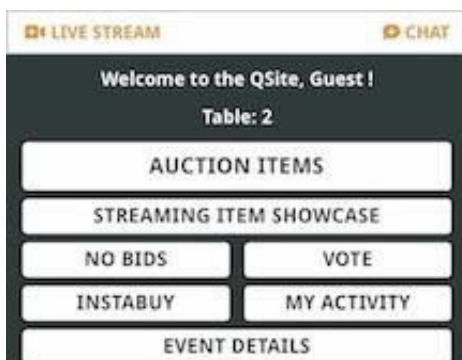 LIVE STREAM CHAT
Welcome to the QSite, Guest !
Table: 2
AUCTION ITEMS
STREAMING ITEM SHOWCASE
NO BIDS VOTE
INSTABUY MY ACTIVITY
EVENT DETAILS